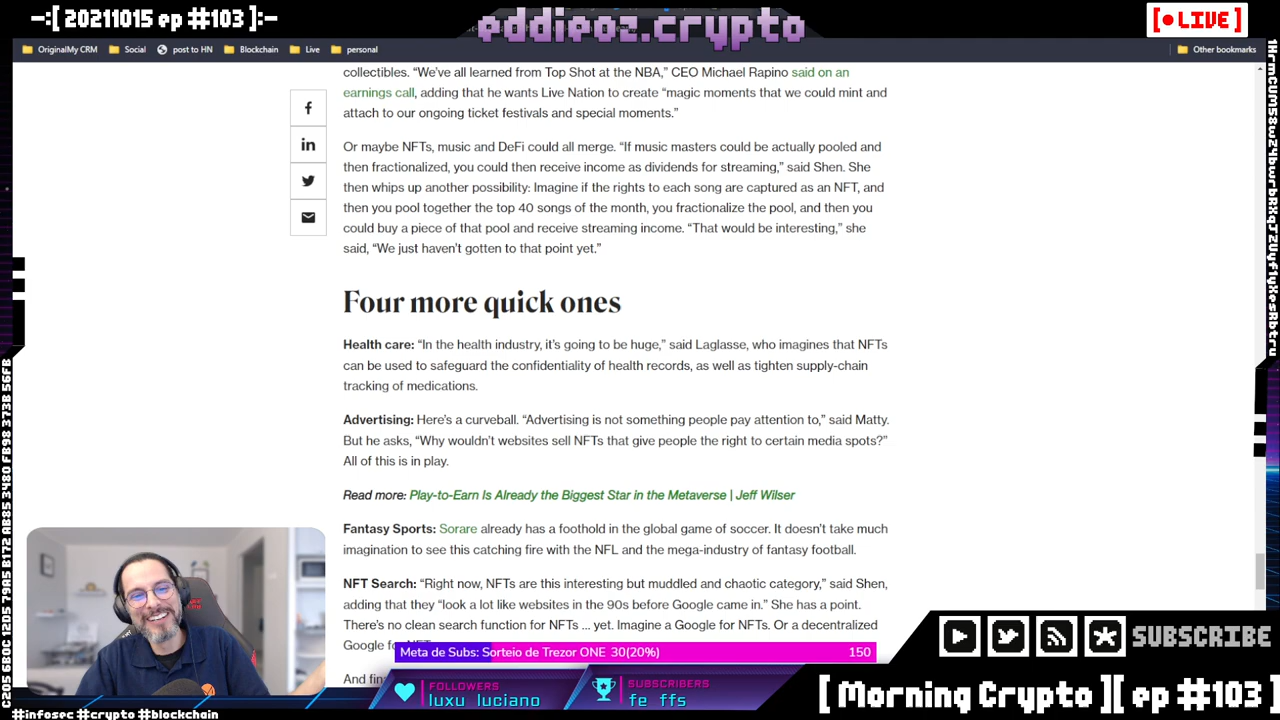 —:[ 20211015 ep #103 ]:—
eddieoz.crypto
[ • LIVE ]
OriginalMy CRM
Social
post to HN
Blockchain
Live
personal
Other bookmarks
collectibles. “We’ve all learned from Top Shot at the NBA,” CEO Michael Rapino said on an
earnings call, adding that he wants Live Nation to create “magic moments that we could mint and
attach to our ongoing ticket festivals and special moments.”
Or maybe NFTs, music and DeFi could all merge. “If music masters could be actually pooled and
then fractionalized, you could then receive income as dividends for streaming,” said Shen. She
then whips up another possibility: Imagine if the rights to each song are captured as an NFT, and
then you pool together the top 40 songs of the month, you fractionalize the pool, and then you
could buy a piece of that pool and receive streaming income. “That would be interesting,” she
said, “We just haven’t gotten to that point yet.”
Four more quick ones
Health care: “In the health industry, it’s going to be huge,” said Laglasse, who imagines that NFTs
can be used to safeguard the confidentiality of health records, as well as tighten supply-chain
tracking of medications.
Advertising: Here’s a curveball. “Advertising is not something people pay attention to,” said Matty.
But he asks, “Why wouldn’t websites sell NFTs that give people the right to certain media spots?”
All of this is in play.
Read more: Play-to-Earn Is Already the Biggest Star in the Metaverse | Jeff Wilser
Fantasy Sports: Sorare already has a foothold in the global game of soccer. It doesn’t take much
imagination to see this catching fire with the NFL and the mega-industry of fantasy football.
NFT Search: “Right now, NFTs are this interesting but muddled and chaotic category,” said Shen,
adding that they “look a lot like websites in the 90s before Google came in.” She has a point.
There’s no clean search function for NFTs ... yet. Imagine a Google for NFTs. Or a decentralized
Google
And
Meta de Subs: Sorteio de Trezor ONE 30(20%)
150
FOLLOWERS
luxu luciano
SUBSCRIBERS
fe ffs
SUBSCRIBE
[ Morning Crypto ][ ep #103 ]
#infosec #crypto #blockchain